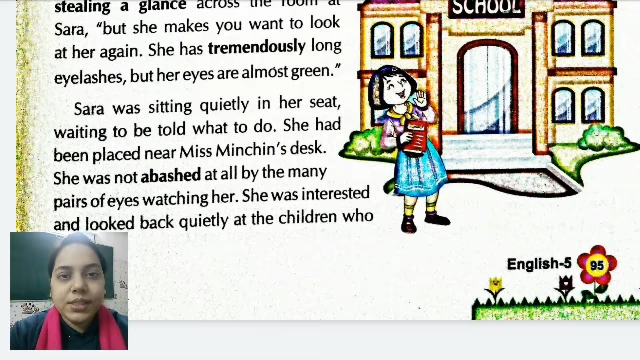 stealing a glance across the room at
Sara, "but she makes you want to look
at her again. She has tremendously long
eyelashes, but her eyes are almost green."
Sara was sitting quietly in her seat,
waiting to be told what to do. She had
been placed near Miss Minchin's desk.
She was not abashed at all by the many
pairs of eyes watching her. She was interested
and looked back quietly at the children who
SCHOOL
English-5
95